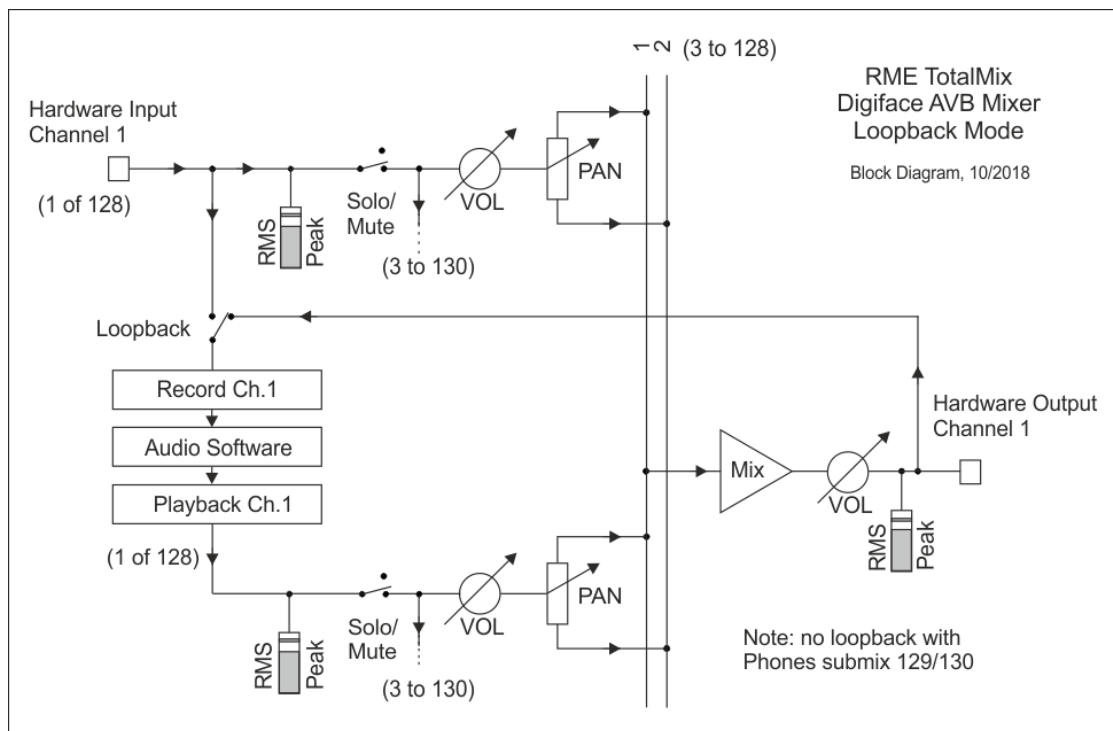 1
2
(3 to 128)
RME TotalMix
Digiface AVB Mixer
Loopback Mode
Block Diagram, 10/2018
Hardware Input
Channel 1
(1 of 128)
RMS
Peak
Solo/
Mute
VOL
PAN
(3 to 130)
Loopback
Record Ch.1
Audio Software
Playback Ch.1
(1 of 128)
Hardware Output
Channel 1
Mix
VOL
RMS
Peak
RMS
Peak
Solo/
Mute
VOL
PAN
(3 to 130)
Note: no loopback with
Phones submix 129/130